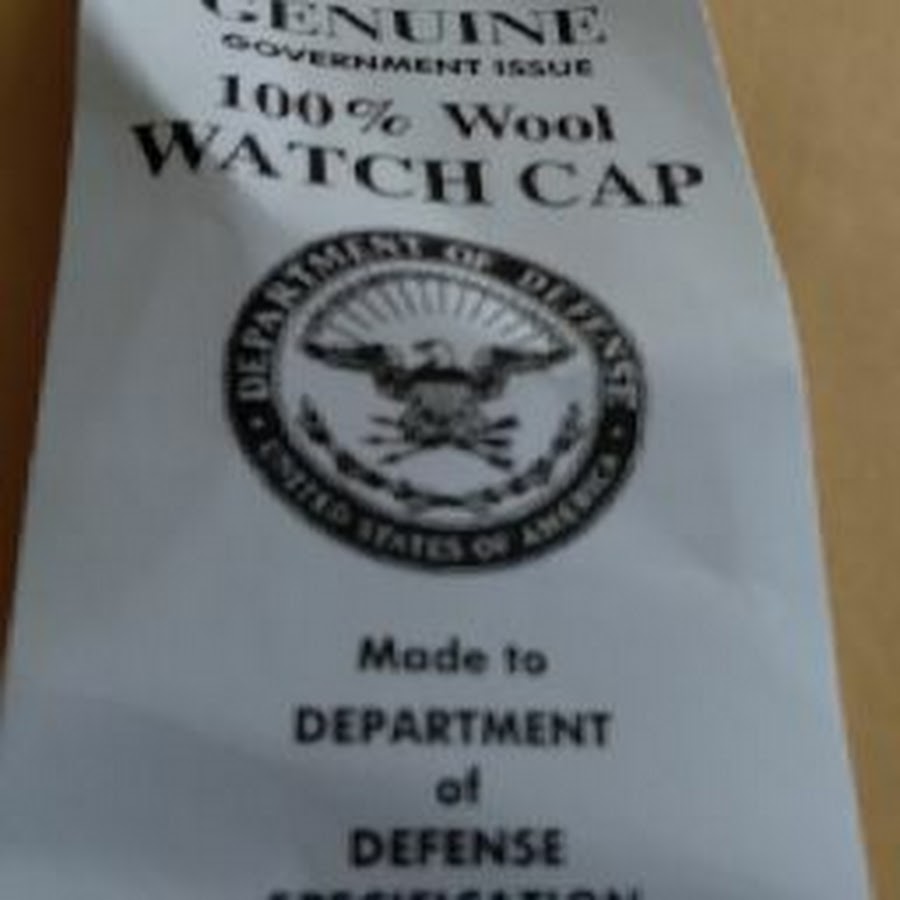 GENUINE
GOVERNMENT ISSUE
100% Wool
WATCH CAP
DEPARTMENT OF DEFENSE
UNITED STATES OF AMERICA
Made to
DEPARTMENT
of
DEFENSE
SPECIFICATION